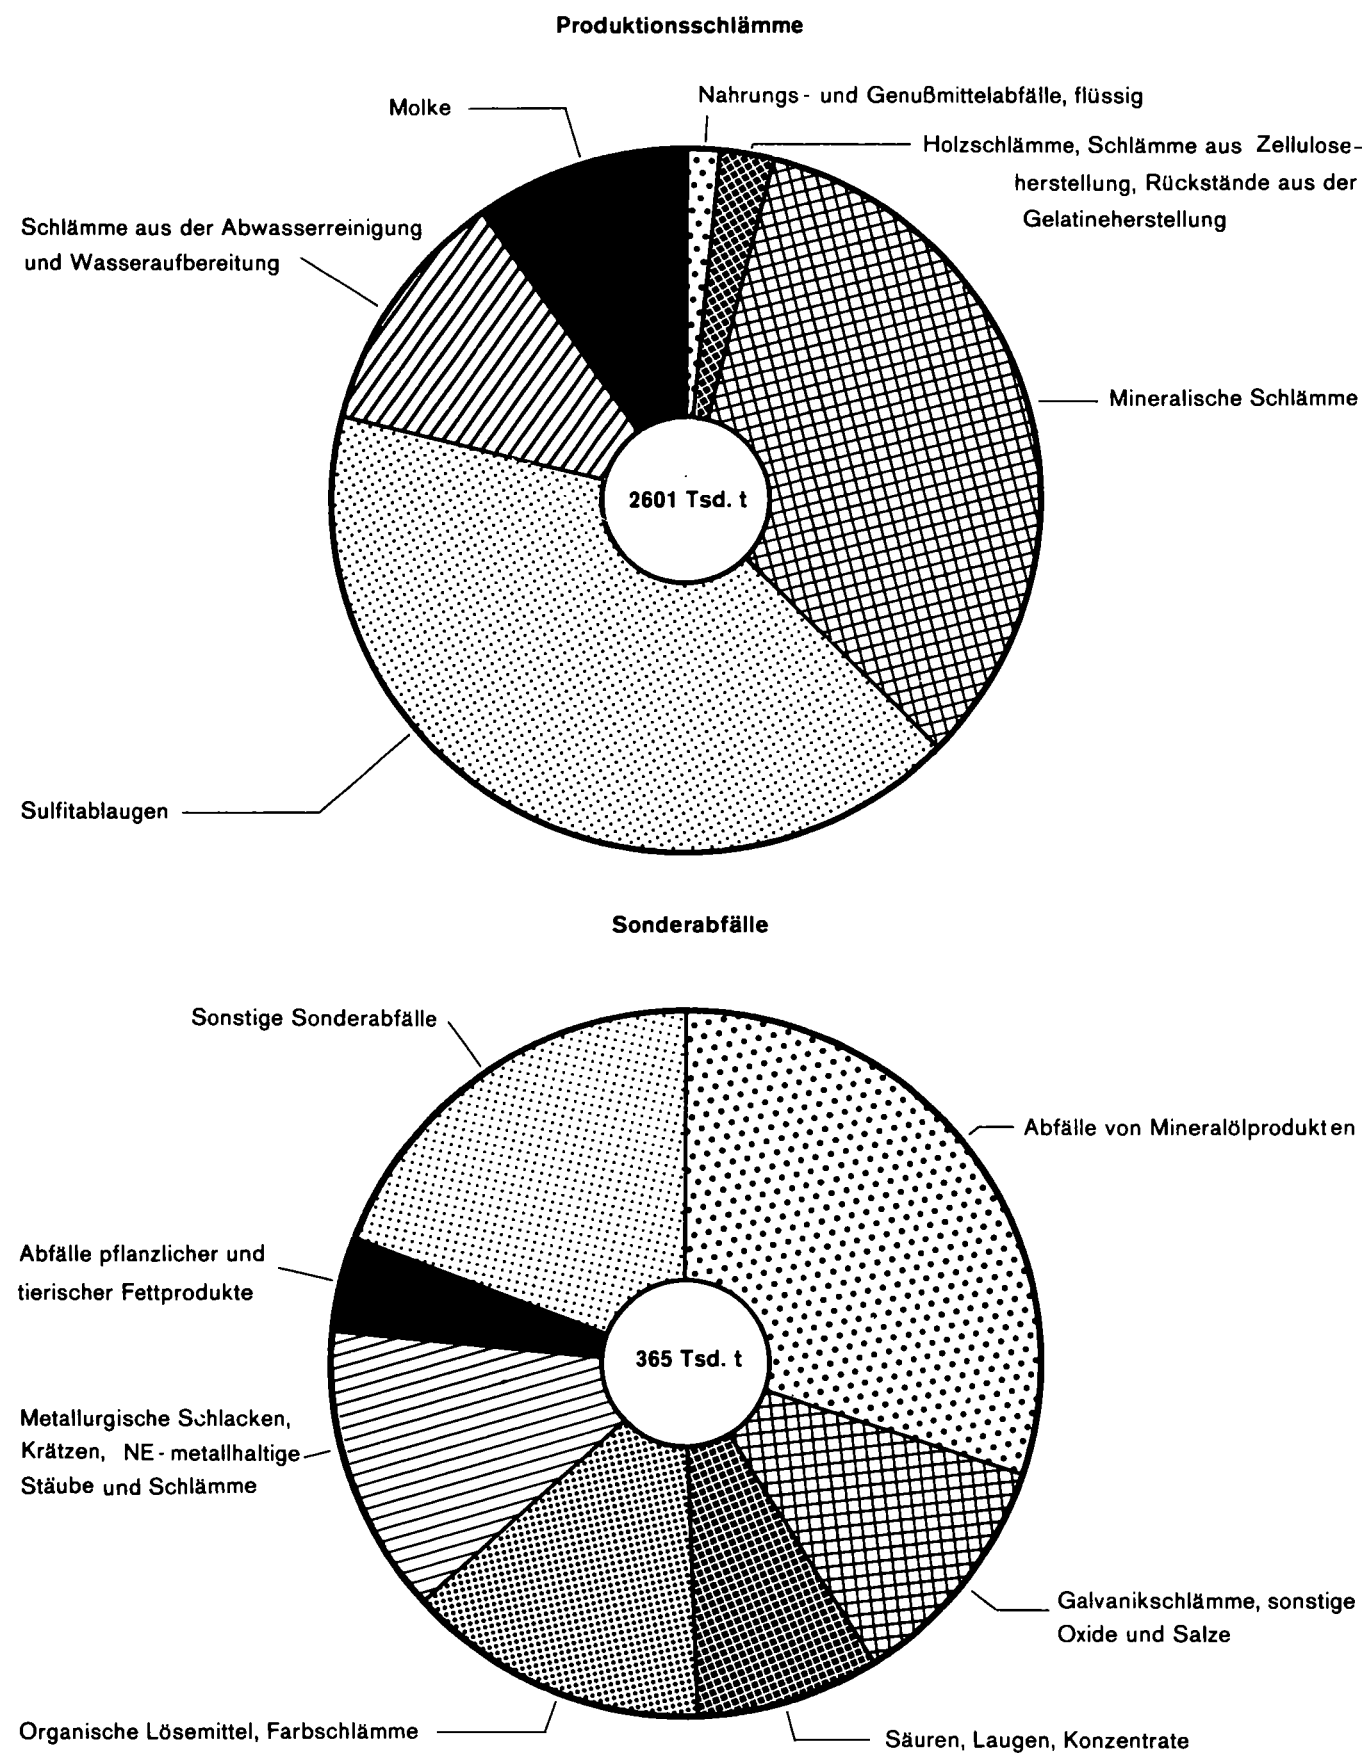 Produktionsschlämme
Molke
Nahrungs- und Genußmittelabfälle, flüssig
Holzschlämme, Schlämme aus Zellulose-
herstellung, Rückstände aus der
Gelatineherstellung
Schlämme aus der Abwasserreinigung
und Wasseraufbereitung
Mineralische Schlämme
2601 Tsd. t
Sulfitablaugen
Sonderabfälle
Sonstige Sonderabfälle
Abfälle von Mineralölprodukten
Abfälle pflanzlicher und
tierischer Fettprodukte
365 Tsd. t
Metallurgische Schlacken,
Krätzen, NE-metallhaltige
Stäube und Schlämme
Galvanikschlämme, sonstige
Oxide und Salze
Organische Lösemittel, Farbschlämme
Säuren, Laugen, Konzentrate